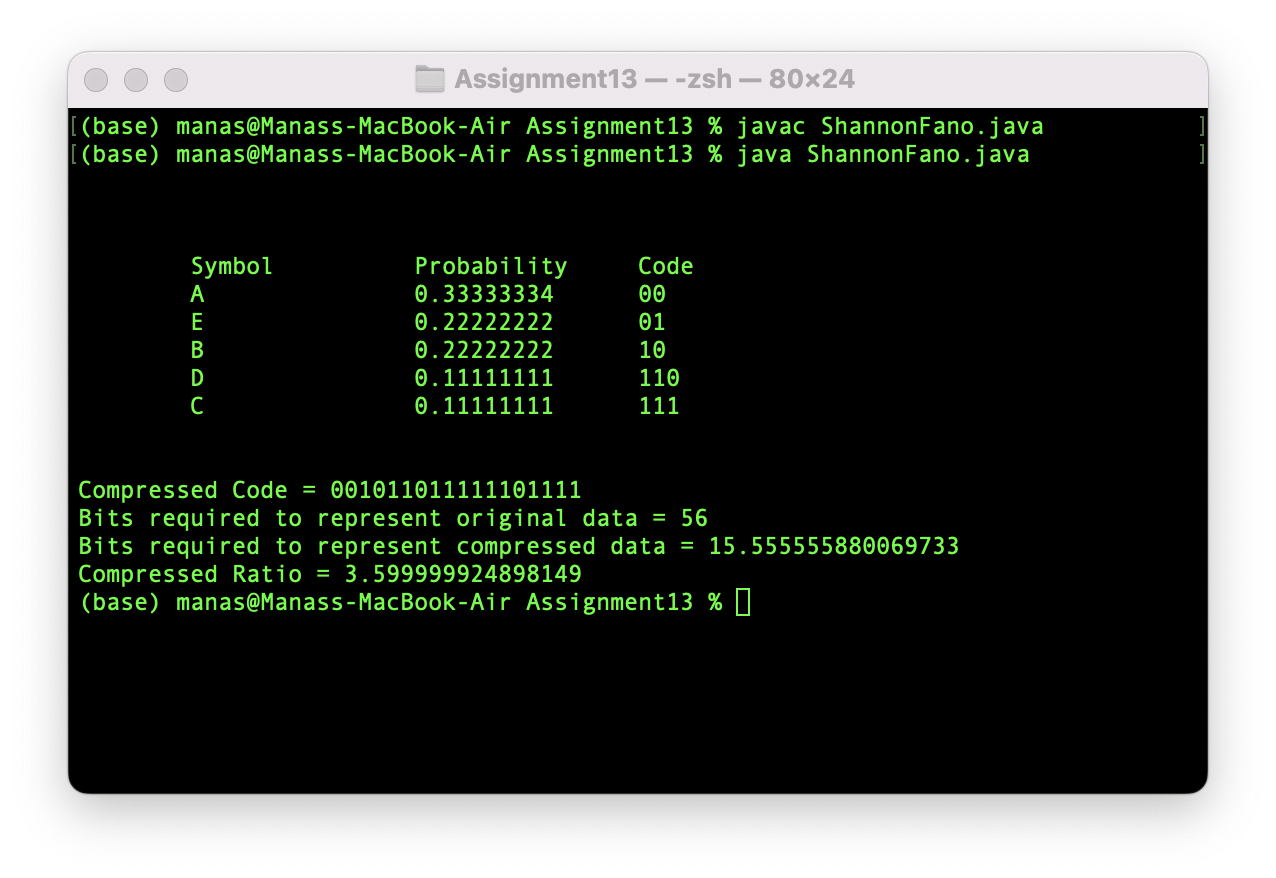 Assignment13 — -zsh — 80×24
[(base) manas@Manass-MacBook-Air Assignment13 % javac ShannonFano.java ]
[(base) manas@Manass-MacBook-Air Assignment13 % java ShannonFano.java ]
Symbol Probability Code
A 0.33333334 00
E 0.22222222 01
B 0.22222222 10
D 0.11111111 110
C 0.11111111 111
Compressed Code = 001011011111101111
Bits required to represent original data = 56
Bits required to represent compressed data = 15.555555880069733
Compressed Ratio = 3.599999924898149
(base) manas@Manass-MacBook-Air Assignment13 %